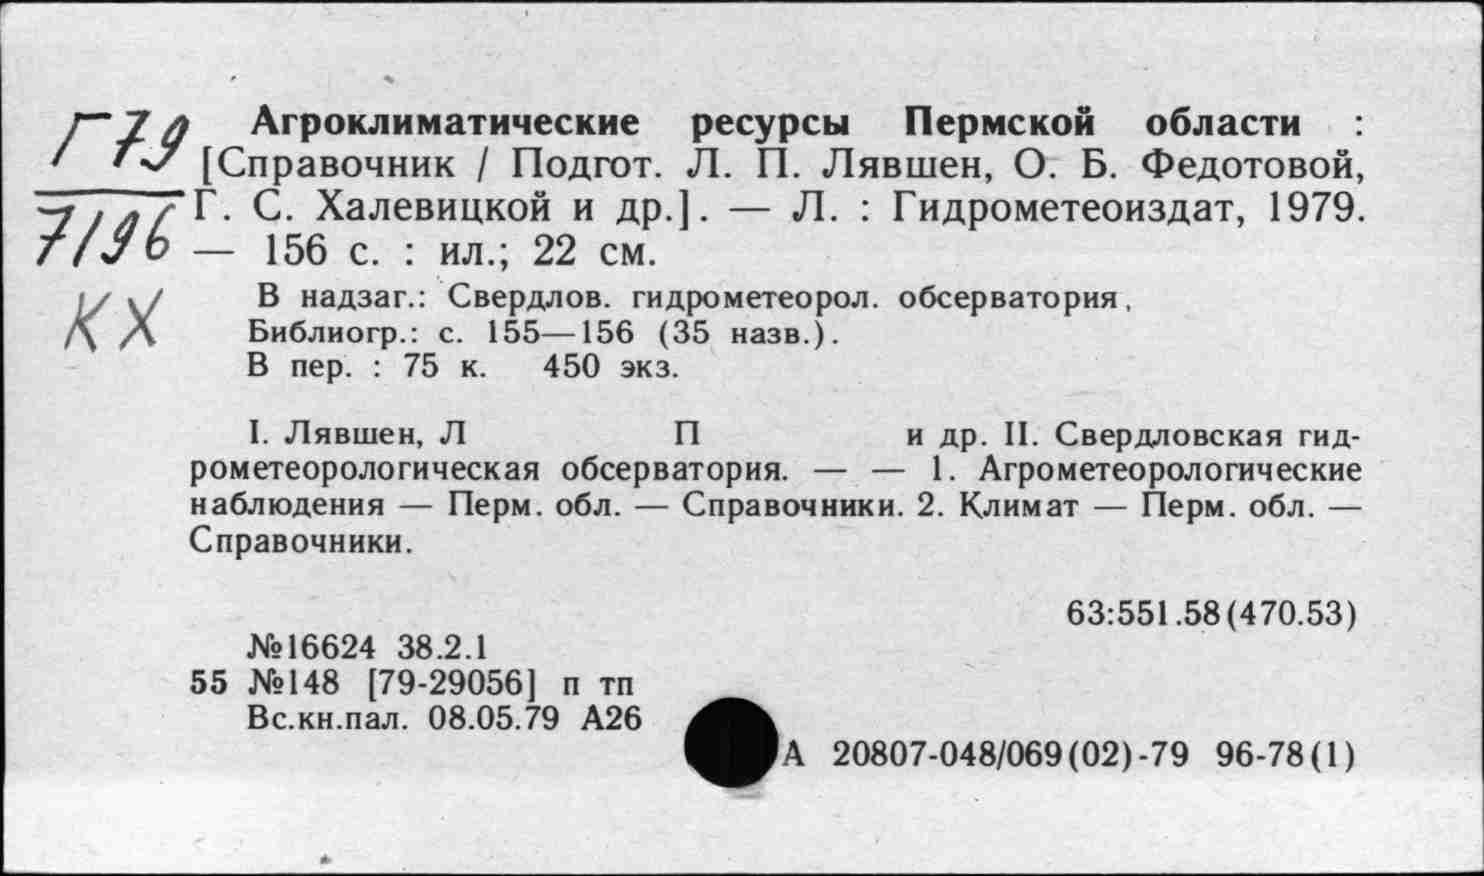 Г79
7196
КХ
Агроклиматические ресурсы Пермской области :
[Справочник / Подгот. Л. П. Лявшен, О. Б. Федотовой,
Г. С. Халевицкой и др.]. — Л. : Гидрометеоиздат, 1979.
— 156 с. : ил.; 22 см.
В надзаг.: Свердлов. гидрометеорол. обсерватория,
Библиогр.: с. 155—156 (35 назв.).
В пер. : 75 к. 450 экз.
I. Лявшен, Л П и др. II. Свердловская гид-
рометеорологическая обсерватория. — — 1. Агрометеорологические
наблюдения — Перм. обл. — Справочники. 2. Климат — Перм. обл. —
Справочники.
63:551.58(470.53)
№16624 38.2.1
55 №148 [79-29056] п тп
Вс.кн.пал. 08.05.79 А26
А 20807-048/069(02)-79 96-78(1)